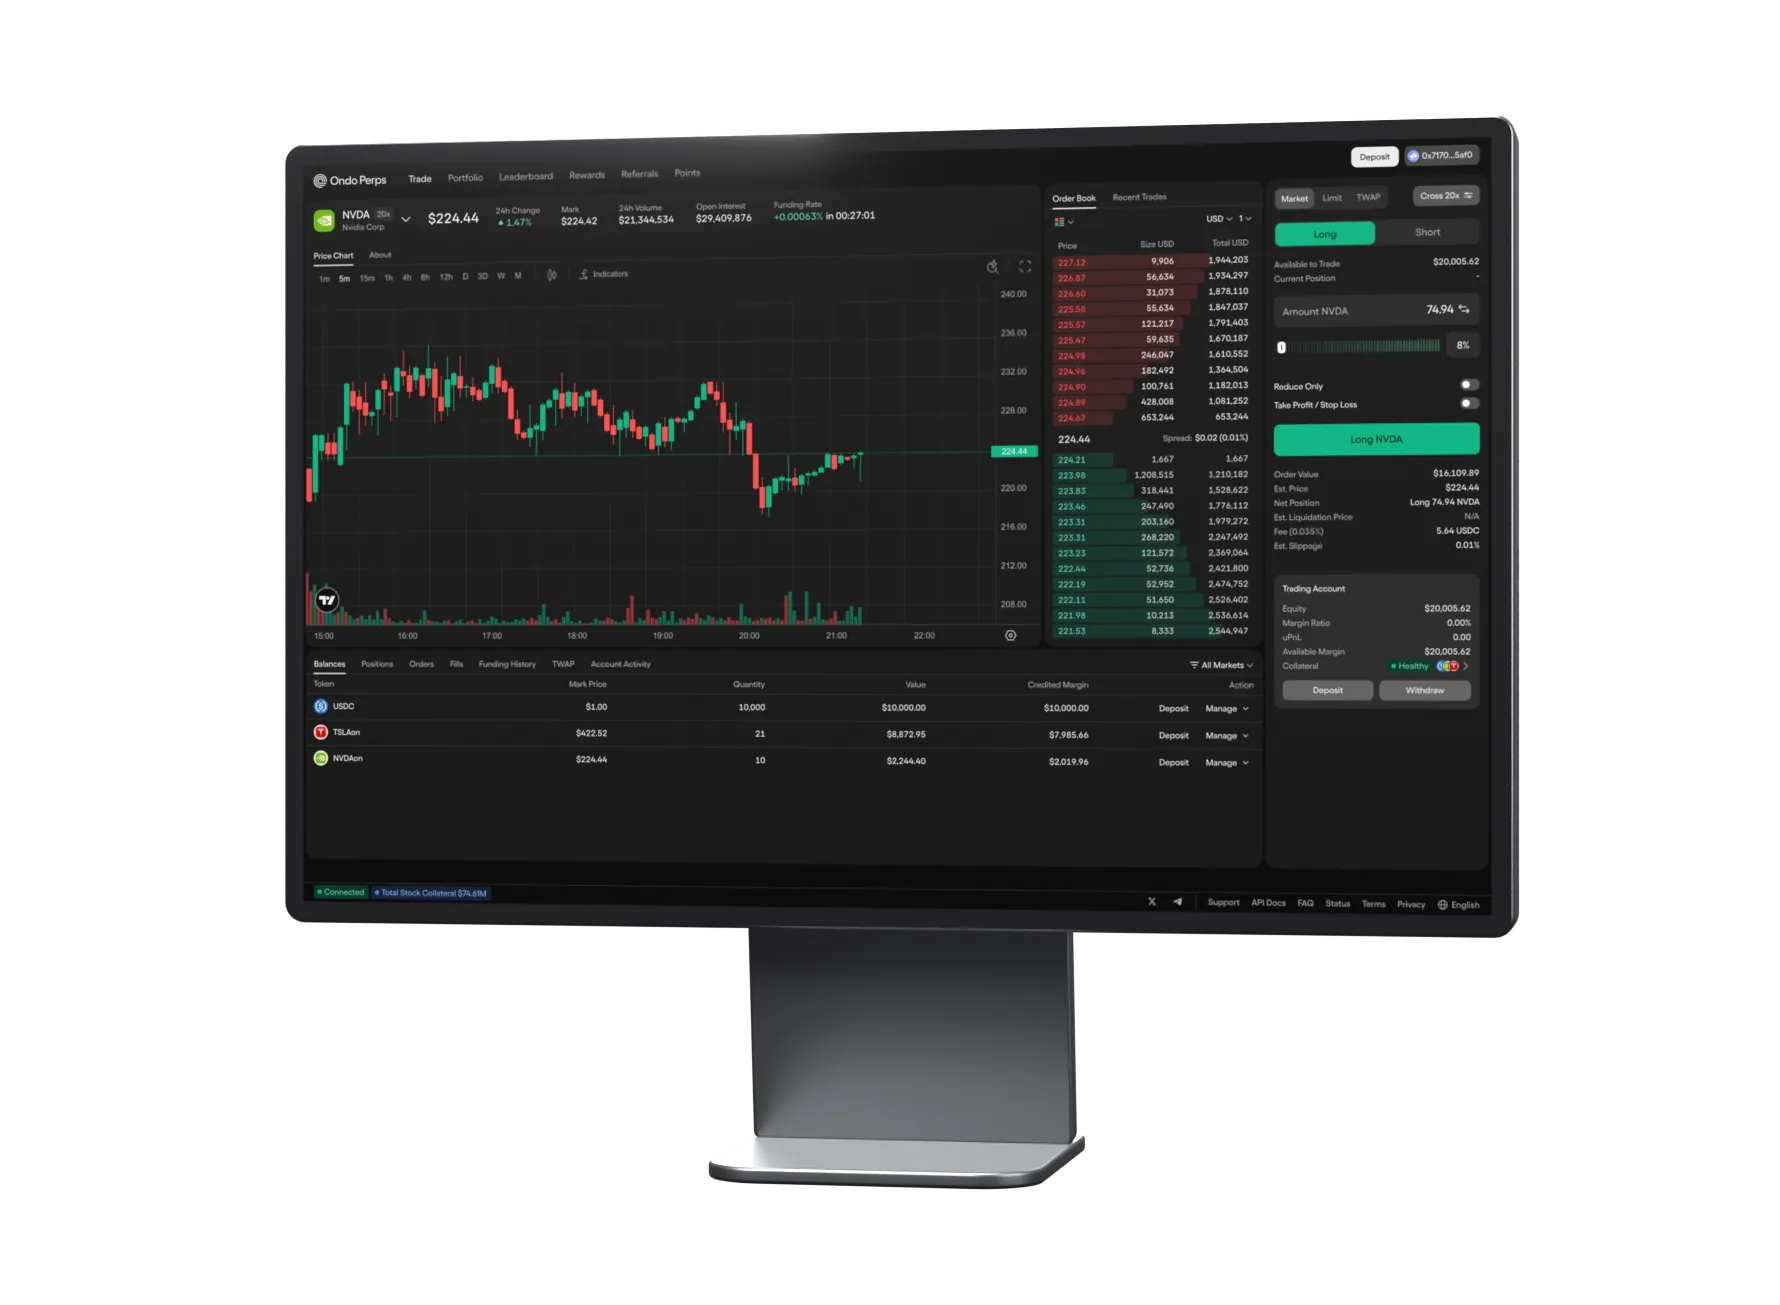 Deposit
0x7170...5af0
Ondo Perps Trade Portfolio Leaderboard Rewards Referrals Points
NVDA 20x
Nvidia Corp
$224.44
24h Change
1.47%
Mark
$224.42
24h Volume
$21,344,534
Open Interest
$29,409,876
Funding Rate
+0.00063% in 00:27:01
Price Chart About
1m 5m 15m 1h 4h 8h 12h D 3D W M Indicators
240.00
236.00
232.00
228.00
224.44
220.00
216.00
212.00
208.00
15:00 16:00 17:00 18:00 19:00 20:00 21:00 22:00
Order Book Recent Trades
USD 1
Price Size USD Total USD
227.12 9,906 1,944,203
226.87 56,634 1,934,297
226.60 31,073 1,878,110
225.58 55,634 1,847,037
225.57 121,217 1,791,403
225.47 59,635 1,670,187
224.98 246,047 1,610,552
224.96 182,492 1,364,504
224.90 100,761 1,182,013
224.89 428,008 1,081,252
224.67 653,244 653,244
224.44 Spread: $0.02 (0.01%)
224.21 1,667 1,667
223.98 1,208,515 1,210,182
223.83 318,441 1,528,622
223.46 247,490 1,776,112
223.31 203,160 1,979,272
223.31 268,220 2,247,492
223.23 121,572 2,369,064
222.44 52,736 2,421,800
222.19 52,952 2,474,752
222.11 51,650 2,526,402
221.98 10,213 2,536,614
221.53 8,333 2,544,947
Market Limit TWAP Cross 20x
Long Short
Available to Trade $20,005.62
Current Position -
Amount NVDA 74.94
8%
Reduce Only
Take Profit / Stop Loss
Long NVDA
Order Value $16,109.89
Est. Price $224.44
Net Position Long 74.94 NVDA
Est. Liquidation Price N/A
Fee (0.035%) 5.64 USDC
Est. Slippage 0.01%
Trading Account
Equity $20,005.62
Margin Ratio 0.00%
uPnL 0.00
Available Margin $20,005.62
Collateral Healthy
Deposit Withdraw
Balances Positions Orders Fills Funding History TWAP Account Activity All Markets
Token Mark Price Quantity Value Credited Margin Action
USDC $1.00 10,000 $10,000.00 $10,000.00 Deposit Manage
TSLAon $422.52 21 $8,872.95 $7,985.66 Deposit Manage
NVDAon $224.44 10 $2,244.40 $2,019.96 Deposit Manage
Connected Total Stock Collateral $74.61M
Support API Docs FAQ Status Terms Privacy English